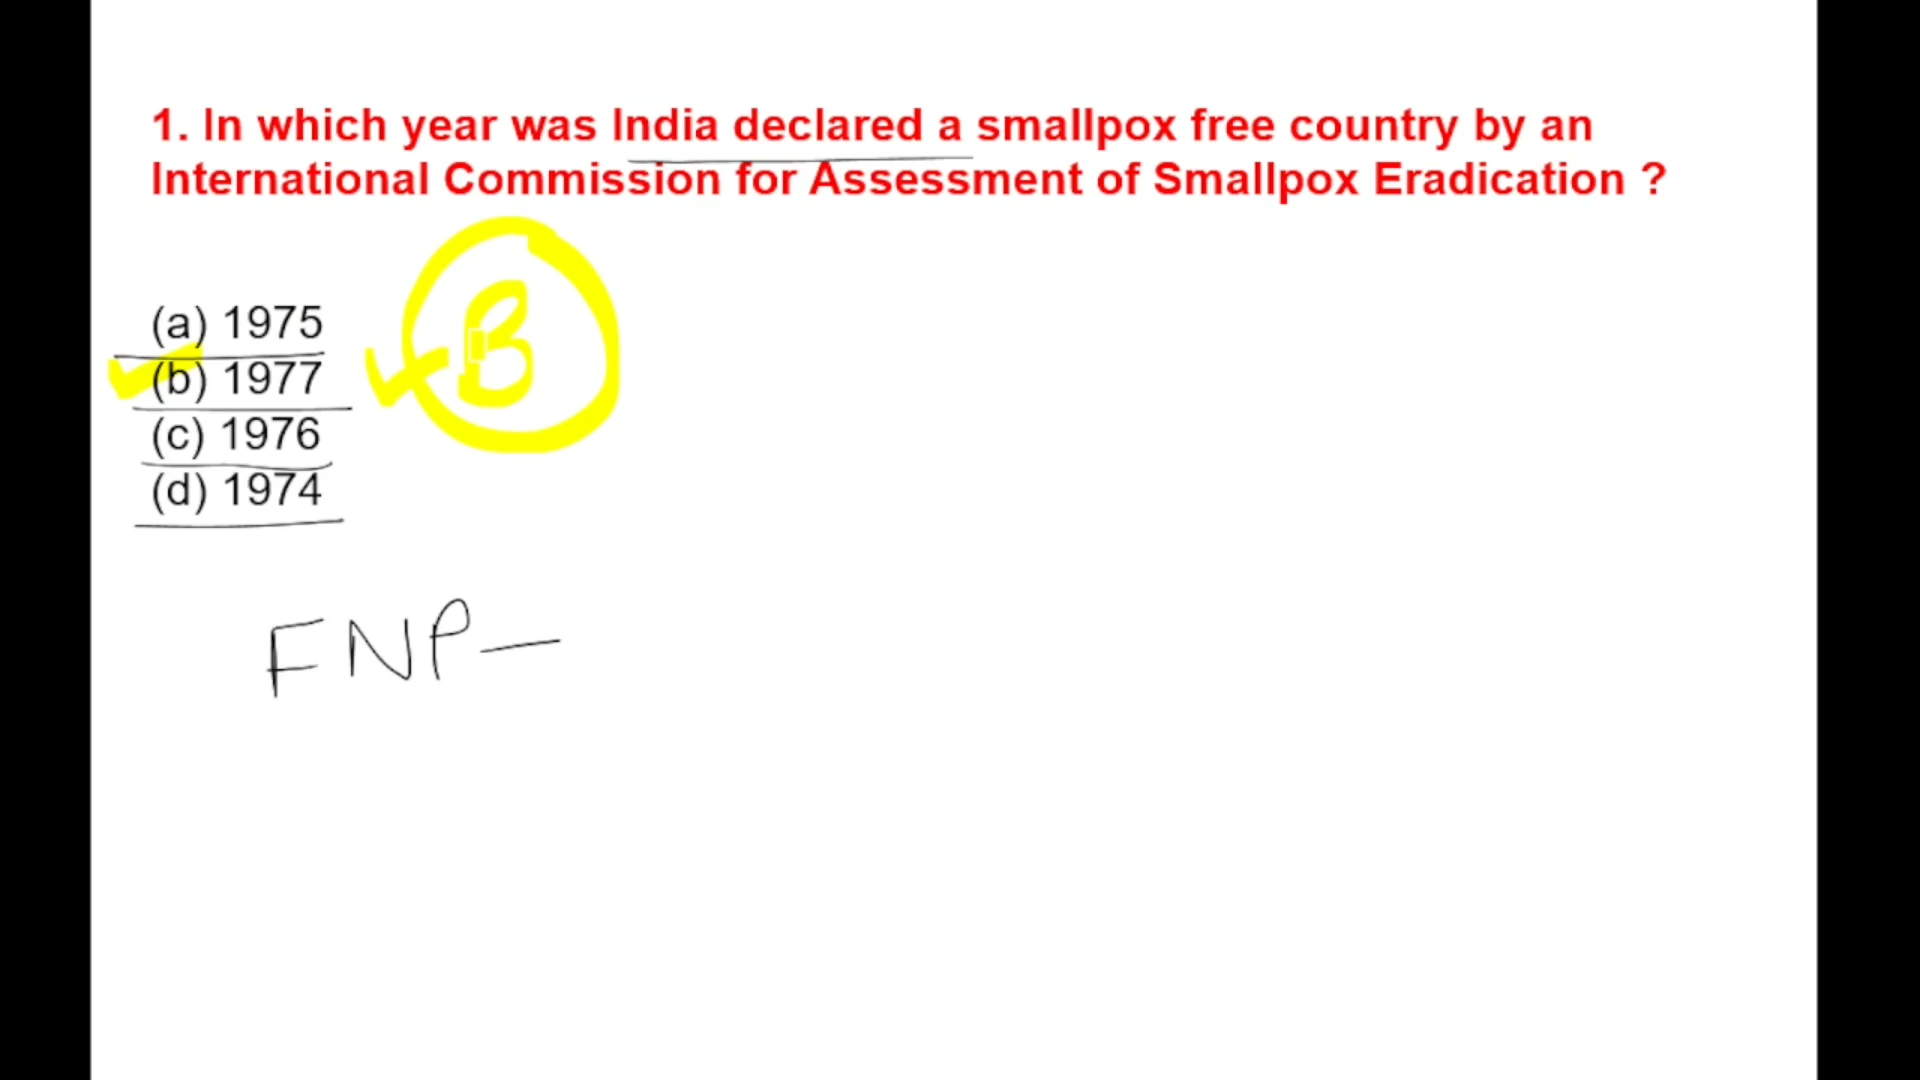 1. In which year was India declared a smallpox free country by an
International Commission for Assessment of Smallpox Eradication ?
(a) 1975
(b) 1977
(c) 1976
(d) 1974
B
FNP-